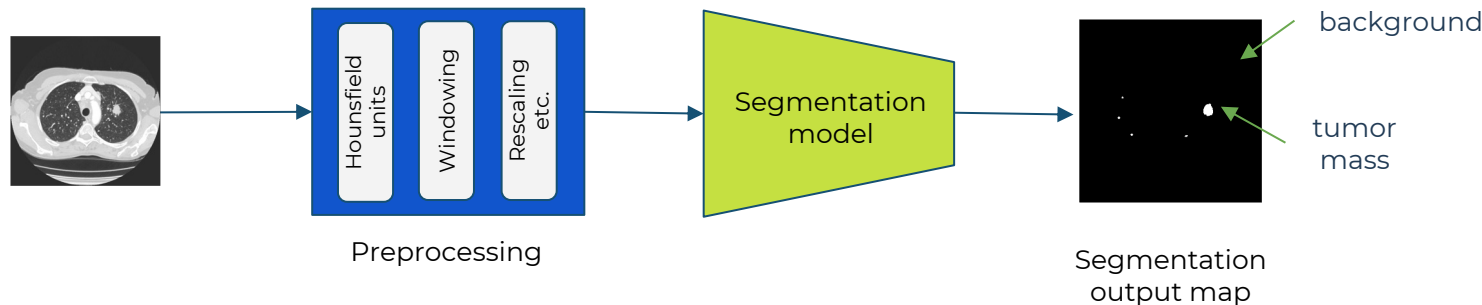 Hounsfield
units
Windowing
Rescaling
etc.
Preprocessing
Segmentation
model
background
tumor
mass
Segmentation
output map